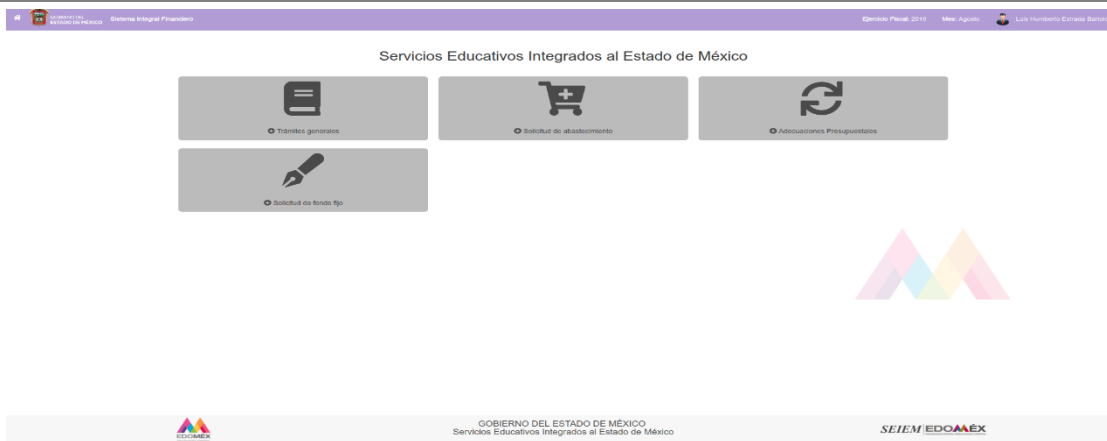 GOBIERNO DEL
ESTADO DE MÉXICO
Sistema Integral Financiero
Ejercicio Fiscal: 2019 Mes: Agosto Luis Humberto Estrada
Servicios Educativos Integrados al Estado de México
Trámites generales
Solicitud de abastecimiento
Adecuaciones Presupuestales
Solicitud de fondo fijo
EDOMÉX
GOBIERNO DEL ESTADO DE MÉXICO
Servicios Educativos Integrados al Estado de México
SEIEM EDOMÉX